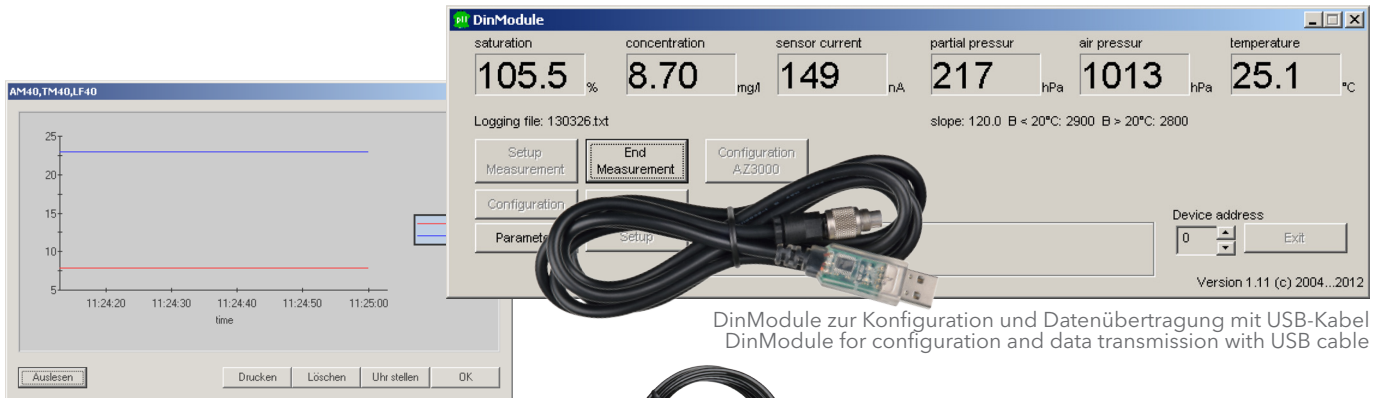 DinModule
saturation concentration sensor current partial pressur air pressur temperature
105.5 % 8.70 mg/l 149 nA 217 hPa 1013 hPa 25.1 °C
Logging file: 130326.txt slope: 120.0 B < 20°C: 2900 B > 20°C: 2800
Setup Measurement
End Measurement
Configuration AZ3000
Configuration
Parameter
Setup
Device address
0
Exit
Version 1.11 (c) 2004...2012
AM40,TM40,LF40
25
20
15
10
5
11:24:20 11:24:30 11:24:40 11:24:50 11:25:00
time
Auslesen Drucken Löschen Uhr stellen OK
DinModule zur Konfiguration und Datenübertragung mit USB-Kabel
DinModule for configuration and data transmission with USB cable